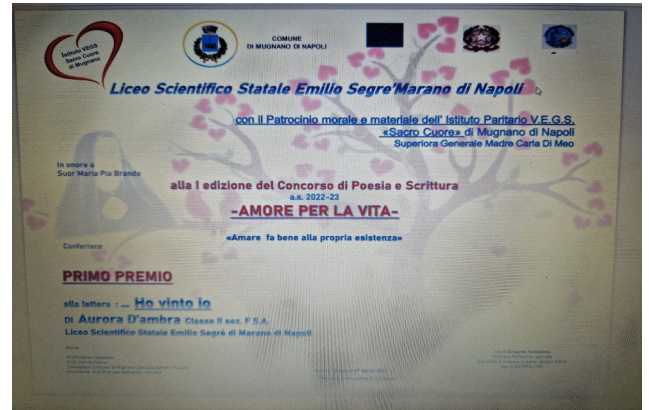 Istituto VEGS
Sacro Cuore
di Mugnano
COMUNE
DI MUGNANO DI NAPOLI
Liceo Scientifico Statale Emilio Segre'Marano di Napoli
con il Patrocinio morale e materiale dell' Istituto Paritario V.E.G.S.
«Sacro Cuore» di Mugnano di Napoli
Superiora Generale Madre Carla Di Meo
In onore a
Suor Maria Pia Brando
alla I edizione del Concorso di Poesia e Scrittura
a.s. 2022-23
-AMORE PER LA VITA-
«Amare fa bene alla propria esistenza»
Conferisce
PRIMO PREMIO
alla lettera : ... Ho vinto io
Di Aurora D'ambra Classe II sez. F S.A.
Liceo Scientifico Statale Emilio Segrè di Marano di Napoli